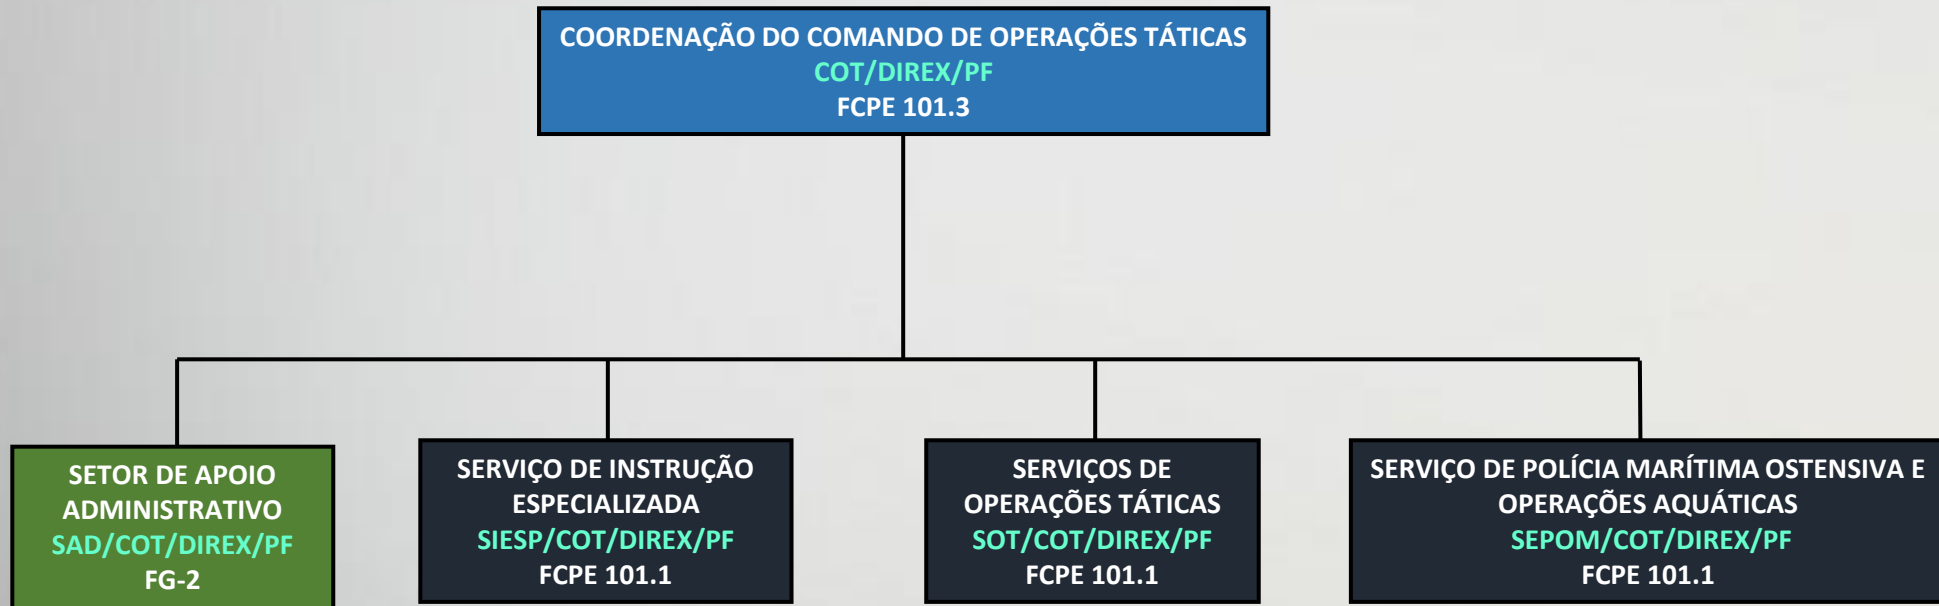 COORDENAÇÃO DO COMANDO DE OPERAÇÕES TÁTICAS
COT/DIREX/PF
FCPE 101.3
SETOR DE APOIO
ADMINISTRATIVO
SAD/COT/DIREX/PF
FG-2
SERVIÇO DE INSTRUÇÃO
ESPECIALIZADA
SIESP/COT/DIREX/PF
FCPE 101.1
SERVIÇOS DE
OPERAÇÕES TÁTICAS
SOT/COT/DIREX/PF
FCPE 101.1
SERVIÇO DE POLÍCIA MARÍTIMA OSTENSIVA E
OPERAÇÕES AQUÁTICAS
SEPOM/COT/DIREX/PF
FCPE 101.1